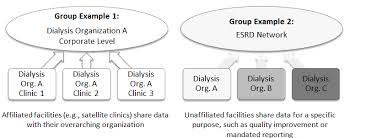 Group Example 1:
Dialysis Organization A
Corporate Level
Dialysis
Org. A
Clinic 1
Dialysis
Org. A
Clinic 2
Dialysis
Org. A
Clinic 3
Affiliated facilities (e.g., satellite clinics) share data
with their overarching organization
Group Example 2:
ESRD Network
Dialysis
Org. A
Dialysis
Org. B
Dialysis
Org. C
Unaffiliated facilities share data for a specific
purpose, such as quality improvement or
mandated reporting